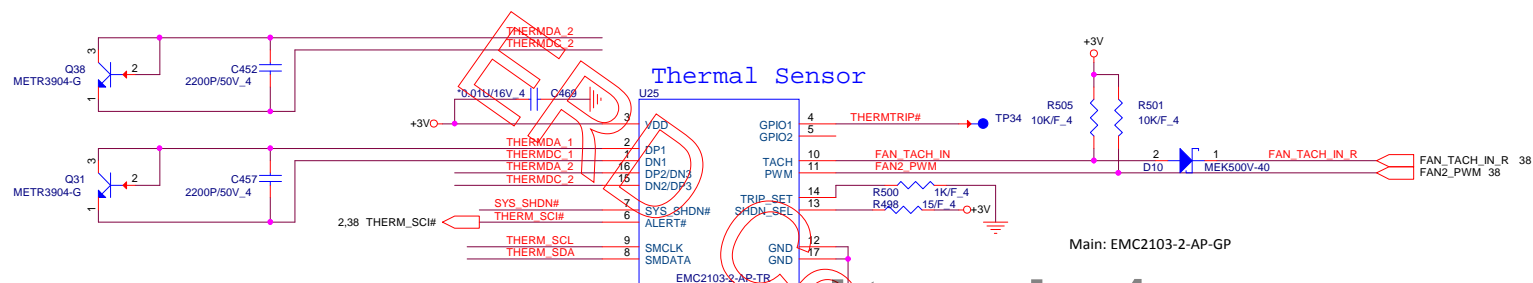 Thermal Sensor
THERMDA_2
THERMDC_2
3
Q38
METR3904-G
2
1
C452
2200P/50V_4
*0.01U/16V_4
C469
+3V
U25
3 VDD
THERMDA_1 2 DP1
THERMDC_1 1 DN1
THERMDA_2 16 DP2/DN3
THERMDC_2 15 DN2/DP3
3
Q31
METR3904-G
2
1
C457
2200P/50V_4
SYS_SHDN# 7 SYS_SHDN#
2,38 THERM_SCI# THERM_SCI# 6 ALERT#
THERM_SCL 9 SMCLK
THERM_SDA 8 SMDATA
EMC2103-2-AP-TR
GPIO1 4 THERMTRIP# TP34
GPIO2 5
TACH 10 FAN_TACH_IN
PWM 11 FAN2_PWM
TRIP_SET 14
SHDN_SEL 13
R500 1K/F_4
R498 15/F_4 +3V
GND 12
GND 17
+3V
R505
10K/F_4
R501
10K/F_4
2 1
D10 MEK500V-40
FAN_TACH_IN_R
FAN_TACH_IN_R 38
FAN2_PWM 38
Main: EMC2103-2-AP-GP